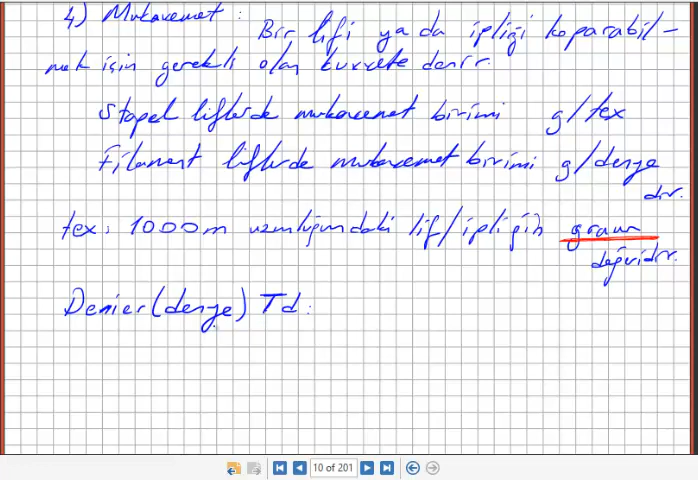 4) Mukavemet: Bir lifi ya da ipliği koparabil-
mek için gerekli olan kuvvete denir
Stapel liflerde mukavemet birimi g/tex
Filament liflerde mukavemet birimi g/denye
dir.
tex: 1000m uzunluğundaki lif/ipliğin gram
değeridir.
Denier(denye) Td:
10 of 201